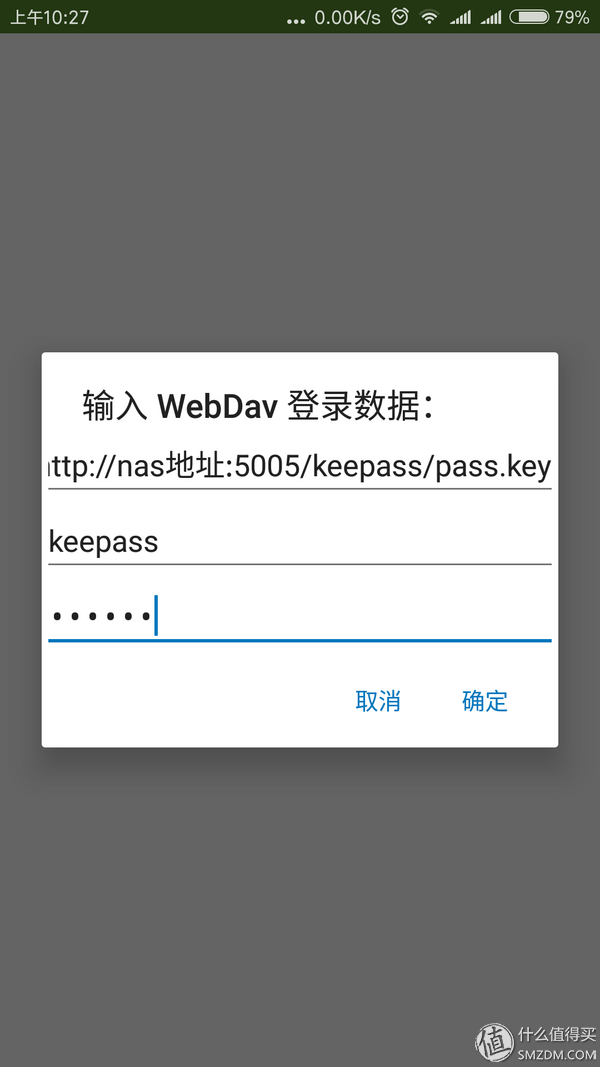 上午10:27 ... 0.00K/s 79%
输入 WebDav 登录数据：
ttp://nas地址:5005/keepass/pass.key
keepass
••••••
取消 确定
值 什么值得买
SMZDM.COM